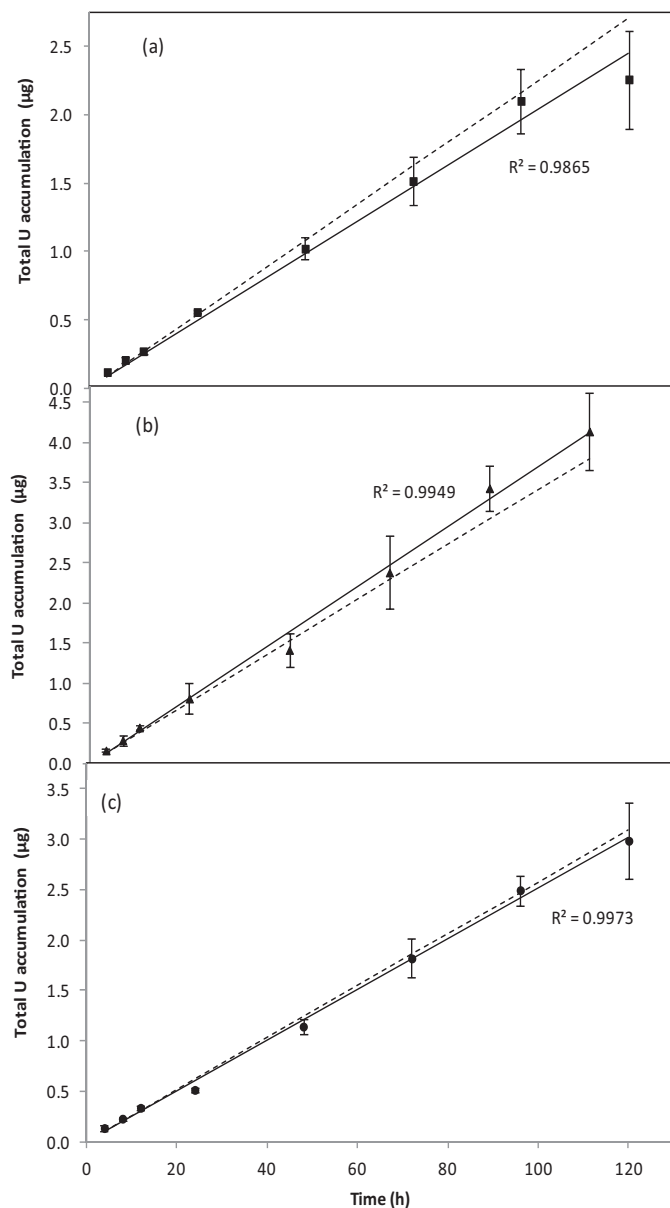 (a)
2.5
2.0
1.5
1.0
0.5
0.0
Total U accumulation (µg)
R² = 0.9865
(b)
4.5
4.0
3.5
3.0
2.5
2.0
1.5
1.0
0.5
0.0
Total U accumulation (µg)
R² = 0.9949
(c)
3.5
3.0
2.5
2.0
1.5
1.0
0.5
0.0
Total U accumulation (µg)
R² = 0.9973
0 20 40 60 80 100 120
Time (h)